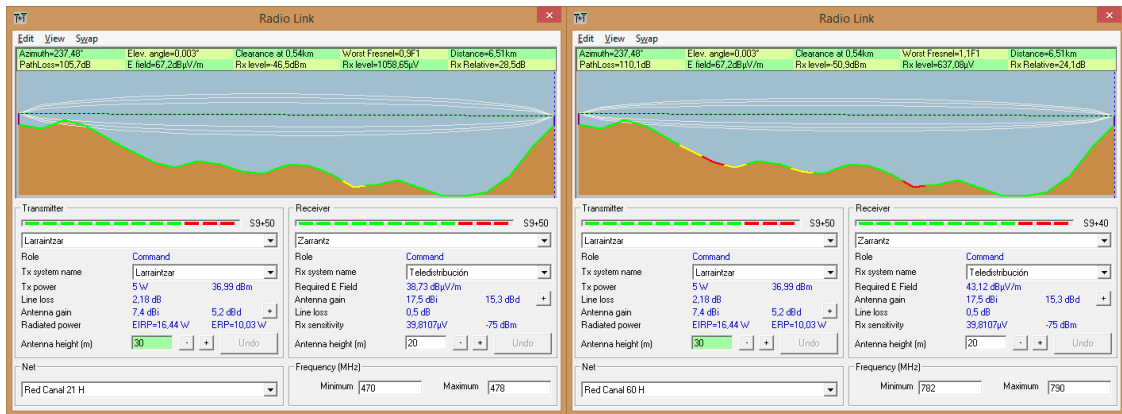 Radio Link
Edit View Swap
Azimuth=237,48° Elev. angle=0,003° Clearance at 0,54km Worst Fresnel=0,9F1 Distance=6,51km
PathLoss=105,7dB E field=67,2dBµV/m Rx level=-46,5dBm Rx level=1058,65µV Rx Relative=28,5dB
Transmitter
S9+50
Larraintzar
Role Command
Tx system name Larraintzar
Tx power 5 W 36,99 dBm
Line loss 2,18 dB
Antenna gain 7,4 dBi 5,2 dBd +
Radiated power EIRP=16,44 W ERP=10,03 W
Antenna height (m) 30 - + Undo
Net
Red Canal 21 H
Receiver
S9+50
Zarrantz
Role Command
Rx system name Teledistribución
Required E Field 38,73 dBµV/m
Antenna gain 17,5 dBi 15,3 dBd +
Line loss 0,5 dB
Rx sensitivity 39,8107µV -75 dBm
Antenna height (m) 20 - + Undo
Frequency (MHz)
Minimum 470 Maximum 478
Radio Link
Edit View Swap
Azimuth=237,48° Elev. angle=0,003° Clearance at 0,54km Worst Fresnel=1,1F1 Distance=6,51km
PathLoss=110,1dB E field=67,2dBµV/m Rx level=-50,9dBm Rx level=637,08µV Rx Relative=24,1dB
Transmitter
S9+50
Larraintzar
Role Command
Tx system name Larraintzar
Tx power 5 W 36,99 dBm
Line loss 2,18 dB
Antenna gain 7,4 dBi 5,2 dBd +
Radiated power EIRP=16,44 W ERP=10,03 W
Antenna height (m) 30 - + Undo
Net
Red Canal 60 H
Receiver
S9+40
Zarrantz
Role Command
Rx system name Teledistribución
Required E Field 43,12 dBµV/m
Antenna gain 17,5 dBi 15,3 dBd +
Line loss 0,5 dB
Rx sensitivity 39,8107µV -75 dBm
Antenna height (m) 20 - + Undo
Frequency (MHz)
Minimum 782 Maximum 790